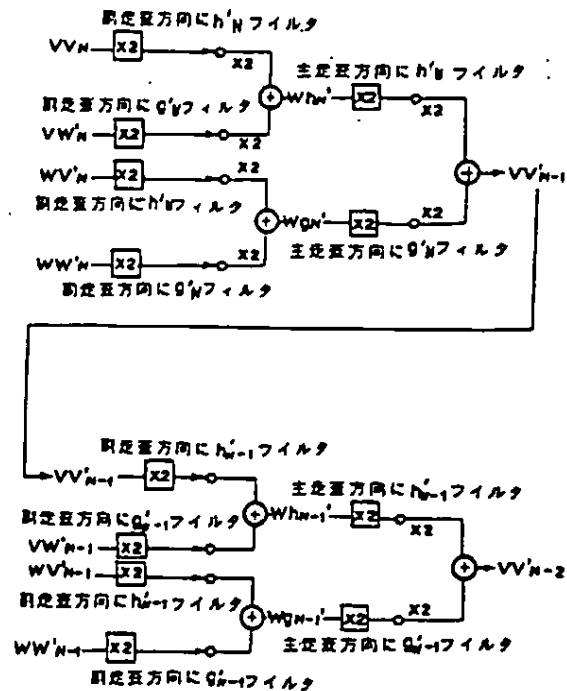 副走査方向にh'Nフィルタ
VVN X2 X2
主走査方向にh'Nフィルタ
WhN' X2 X2
副走査方向にg'Nフィルタ
VW'N X2 X2
WV'N X2 X2
VV'N-1
副走査方向にh'Nフィルタ
WgN' X2 X2
WW'N X2 X2
主走査方向にg'Nフィルタ
副走査方向にg'Nフィルタ
副走査方向にh'N-1フィルタ
VV'N-1 X2
主走査方向にh'N-1フィルタ
WhN-1' X2 X2
副走査方向にg'N-1フィルタ
VW'N-1 X2
WV'N-1 X2
VV'N-2
副走査方向にh'N-1フィルタ
WgN-1' X2 X2
WW'N-1 X2
主走査方向にg'N-1フィルタ
副走査方向にg'N-1フィルタ